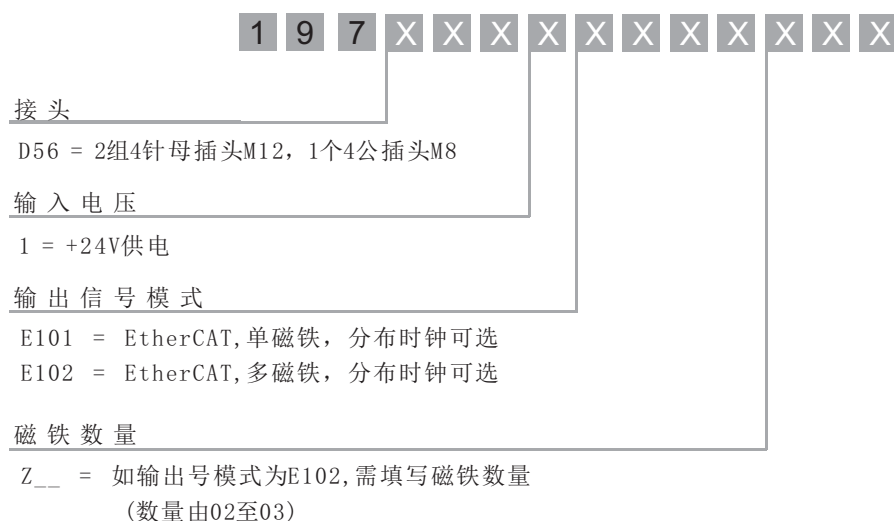 197XXXXXXXXXXX
接头
D56 = 2组4针母插头M12，1个4公插头M8
输入电压
1 = +24V供电
输出信号模式
E101 = EtherCAT,单磁铁，分布时钟可选
E102 = EtherCAT,多磁铁，分布时钟可选
磁铁数量
Z__ = 如输出号模式为E102,需填写磁铁数量
(数量由02至03)